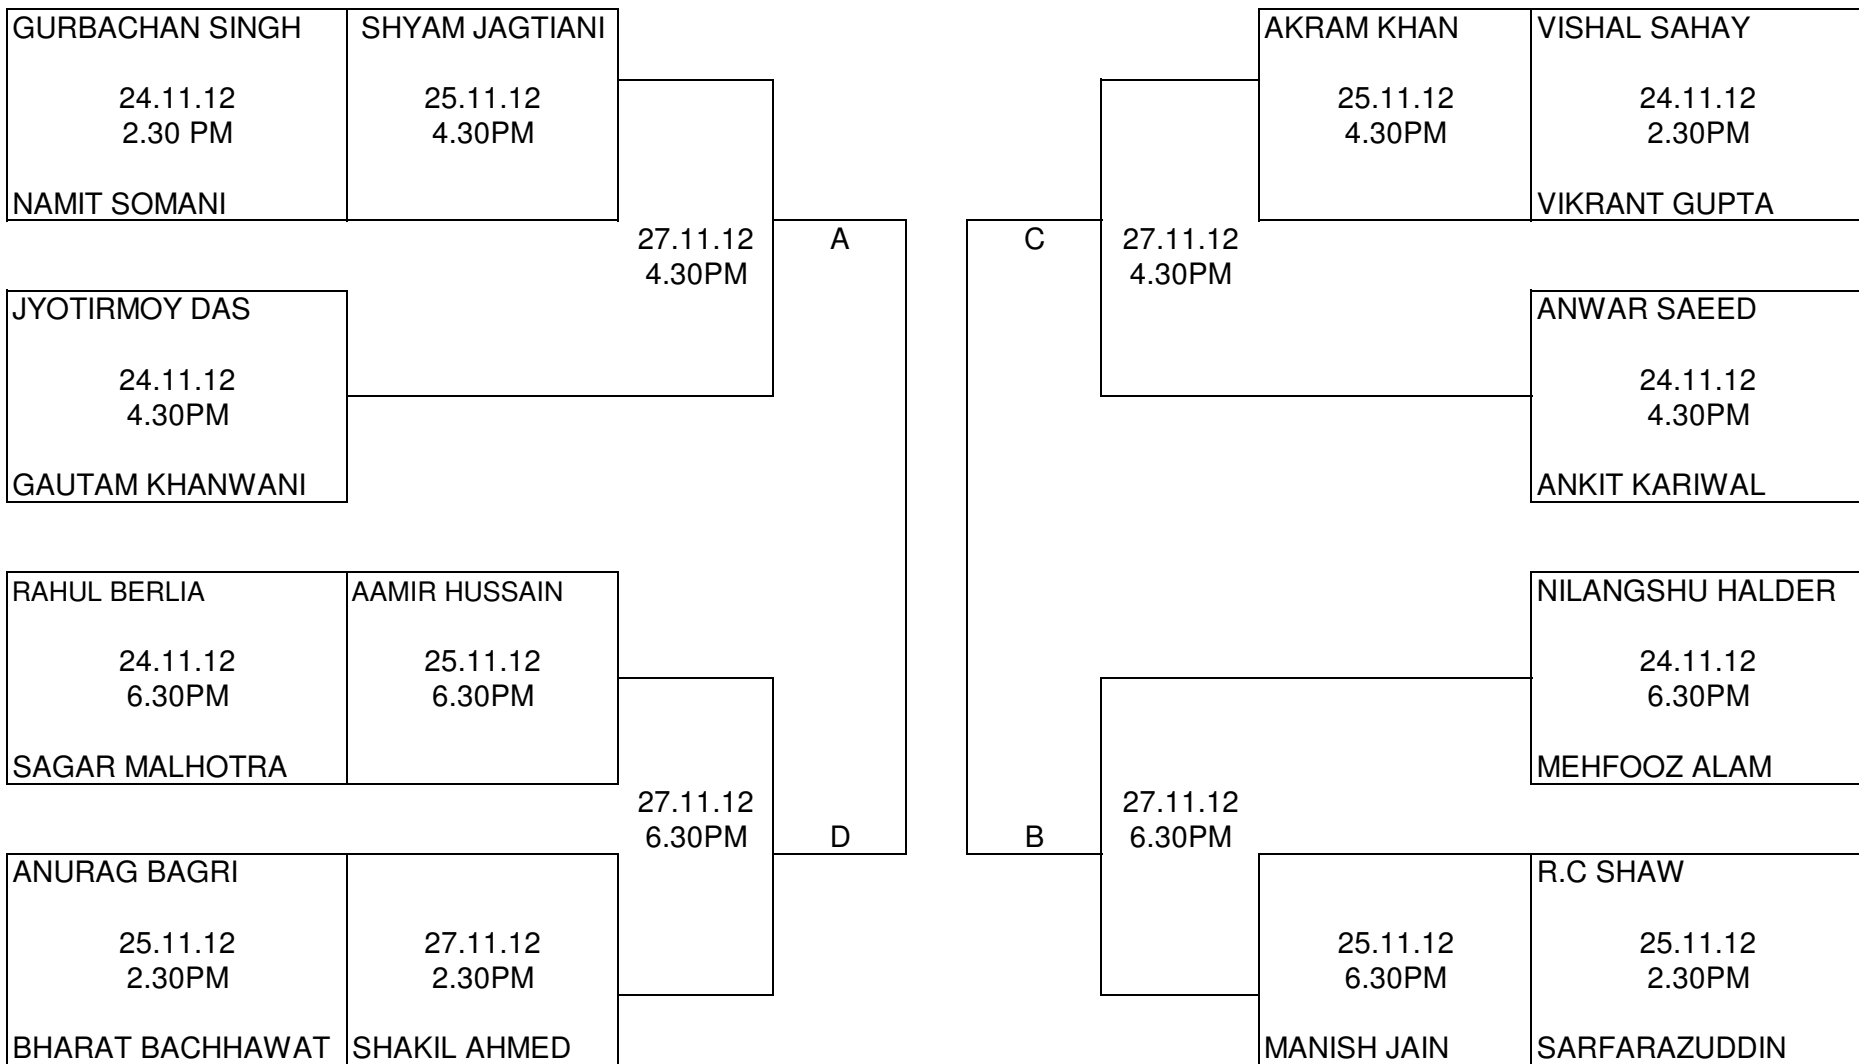 GURBACHAN SINGH SHYAM JAGTIANI AKRAM KHAN VISHAL SAHAY
24.11.12 25.11.12 25.11.12 24.11.12
2.30 PM 4.30PM 4.30PM 2.30PM
NAMIT SOMANI VIKRANT GUPTA
27.11.12 A C 27.11.12
4.30PM 4.30PM
JYOTIRMOY DAS ANWAR SAEED
24.11.12 24.11.12
4.30PM 4.30PM
GAUTAM KHANWANI ANKIT KARIWAL
RAHUL BERLIA AAMIR HUSSAIN NILANGSHU HALDER
24.11.12 25.11.12 24.11.12
6.30PM 6.30PM 6.30PM
SAGAR MALHOTRA MEHFOOZ ALAM
27.11.12 27.11.12
6.30PM D B 6.30PM
ANURAG BAGRI R.C SHAW
25.11.12 27.11.12 25.11.12 25.11.12
2.30PM 2.30PM 6.30PM 2.30PM
BHARAT BACHHAWAT SHAKIL AHMED MANISH JAIN SARFARAZUDDIN